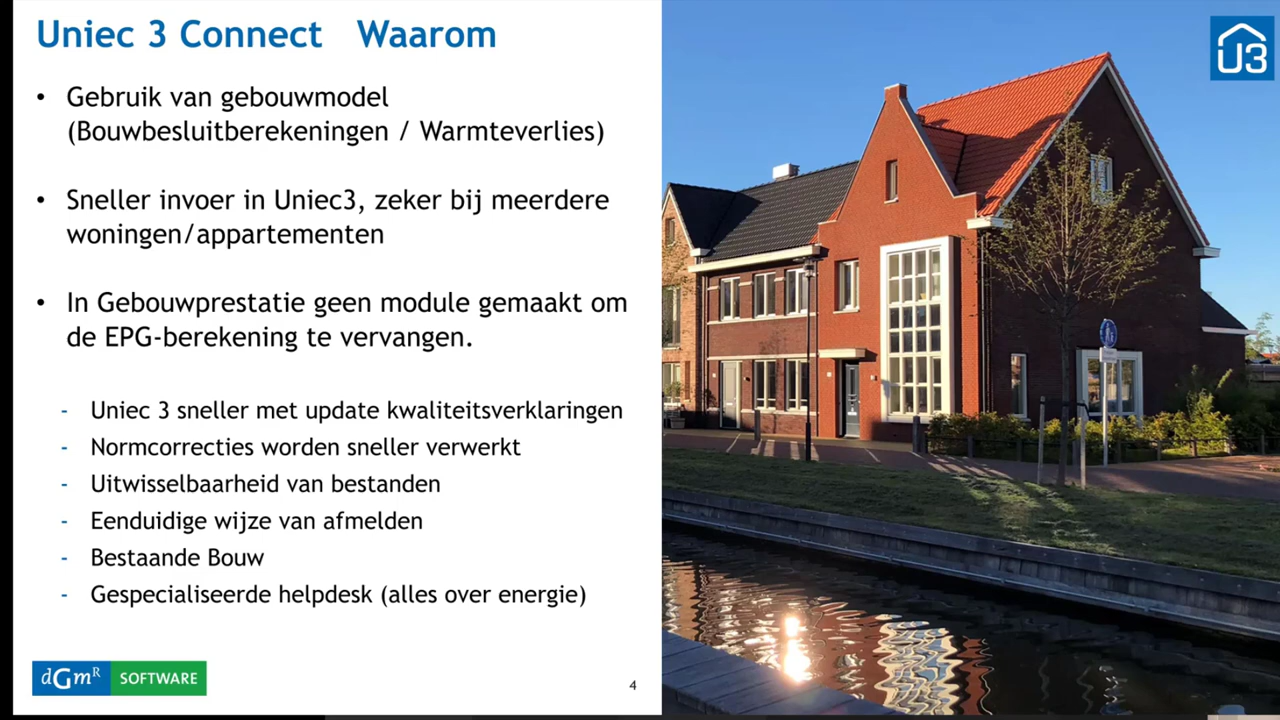 Uniec 3 Connect Waarom
U3
• Gebruik van gebouwmodel
(Bouwbesluitberekeningen / Warmteverlies)
• Sneller invoer in Uniec3, zeker bij meerdere
woningen/appartementen
• In Gebouwprestatie geen module gemaakt om
de EPG-berekening te vervangen.
- Uniec 3 sneller met update kwaliteitsverklaringen
- Normcorrecties worden sneller verwerkt
- Uitwisselbaarheid van bestanden
- Eenduidige wijze van afmelden
- Bestaande Bouw
- Gespecialiseerde helpdesk (alles over energie)
dGmR SOFTWARE
4